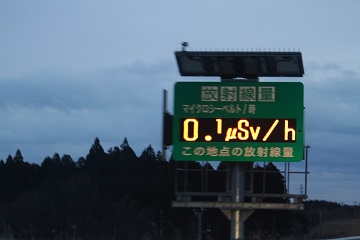 放射線量
マイクロシーベルト/時
0.1μSv/h
この地点の放射線量